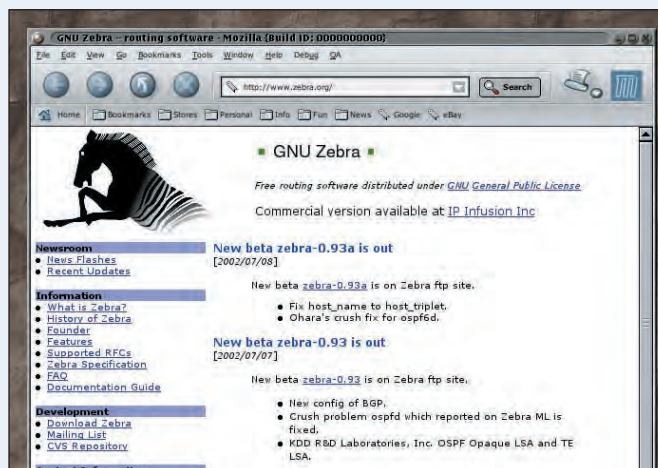 GNU Zebra -- routing software - Mozilla {Build ID: 0000000000}
File Edit View Go Bookmarks Tools Window Help Debug QA
http://www.zebra.org/
Search
Home Bookmarks Stores Personal Info Fun News Google eBay
GNU Zebra
Free routing software distributed under GNU General Public License
Commercial version available at IP Infusion Inc
Newsroom
News Flashes
Recent Updates
Information
What is Zebra?
History of Zebra
Founder
Features
Supported RFCs
Zebra Specification
FAQ
Documentation Guide
Development
Download Zebra
Mailing List
CVS Repository
New beta zebra-0.93a is out
[2002/07/08]
New beta zebra-0.93a is on Zebra ftp site.
Fix host_name to host_triplet.
Ohara's crush fix for ospf6d.
New beta zebra-0.93 is out
[2002/07/07]
New beta zebra-0.93 is on Zebra ftp site.
New config of BGP.
Crush problem ospfd which reported on Zebra ML is
fixed.
KDD R&D Laboratories, Inc. OSPF Opaque LSA and TE
LSA.